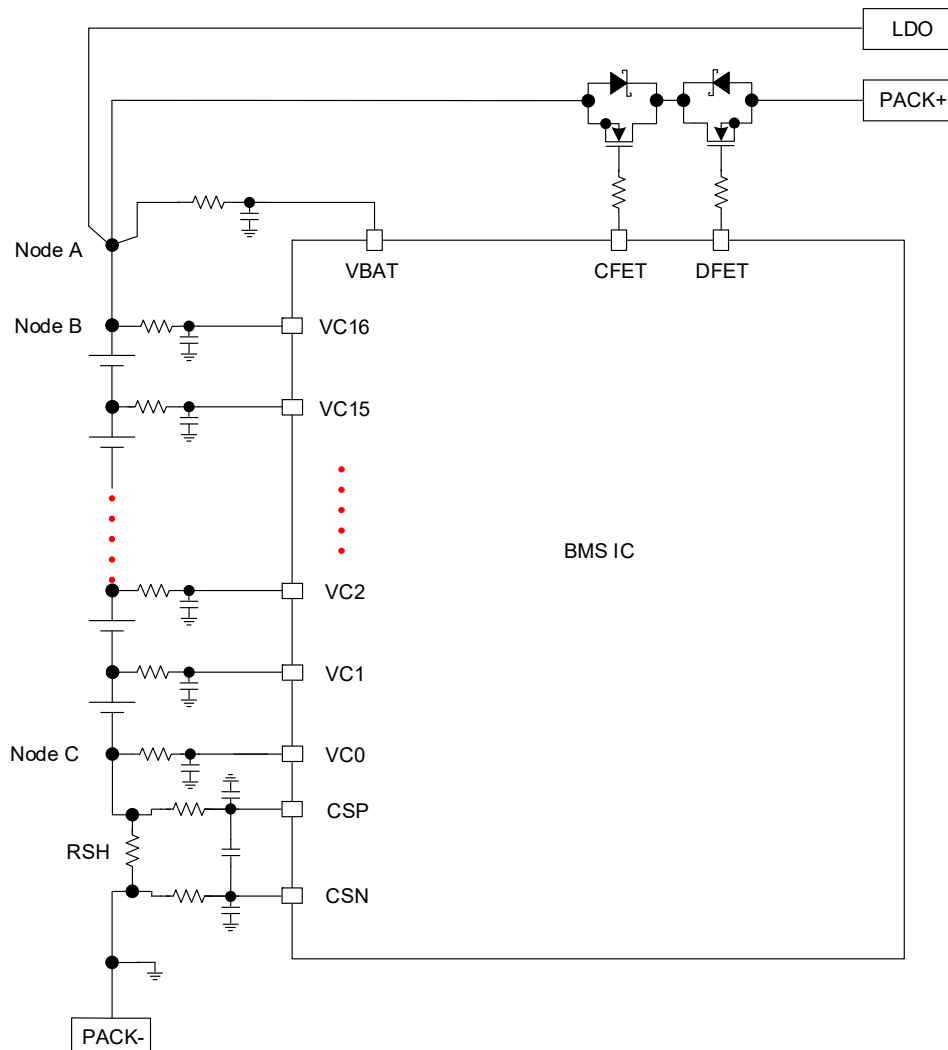 LDO
PACK+
Node A
VBAT
CFET
DFET
Node B
VC16
VC15
BMS IC
VC2
VC1
Node C
VC0
CSP
RSH
CSN
PACK-